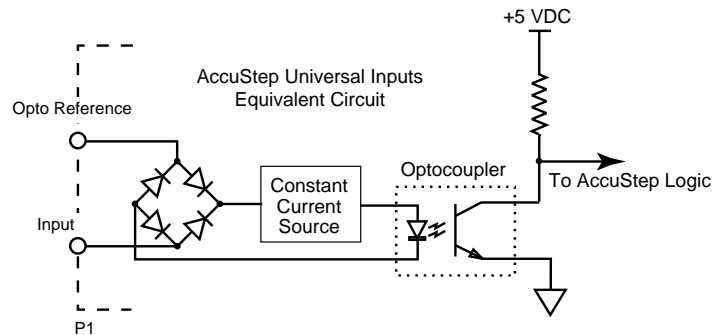 +5 VDC
AccuStep Universal Inputs
Equivalent Circuit
Opto Reference
Optocoupler
To AccuStep Logic
Constant
Current
Source
Input
P1